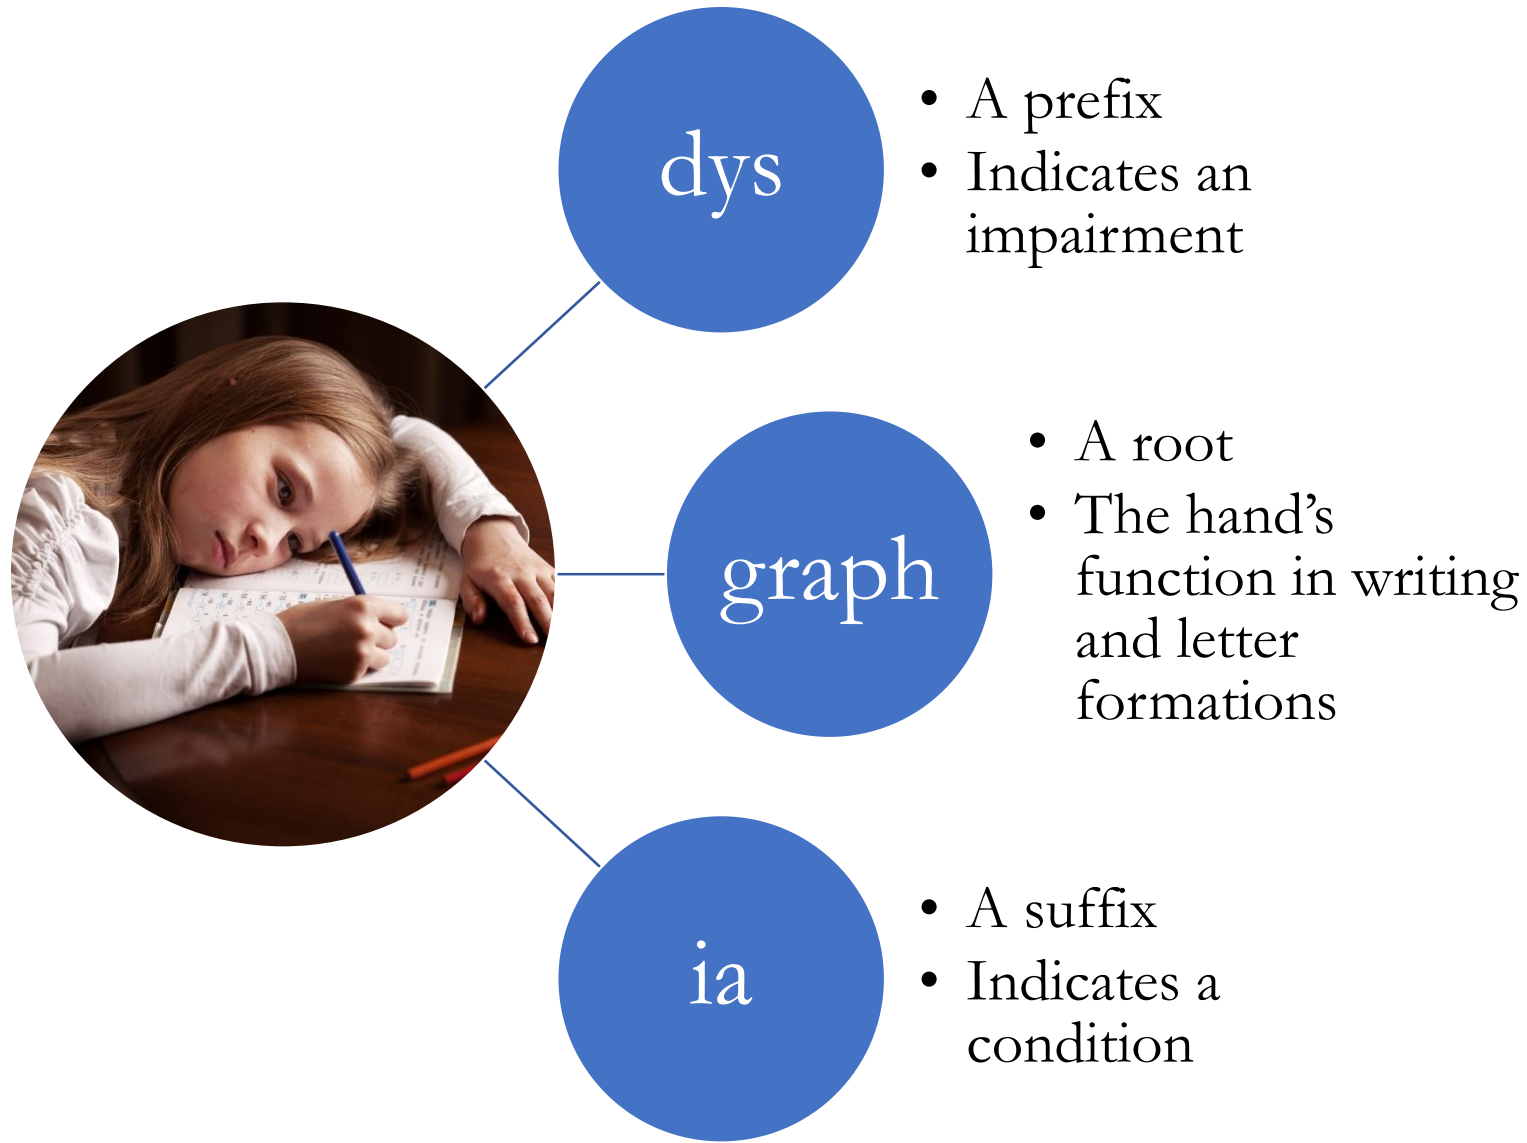 dys
• A prefix
• Indicates an
impairment
graph
• A root
• The hand’s
function in writing
and letter
formations
ia
• A suffix
• Indicates a
condition